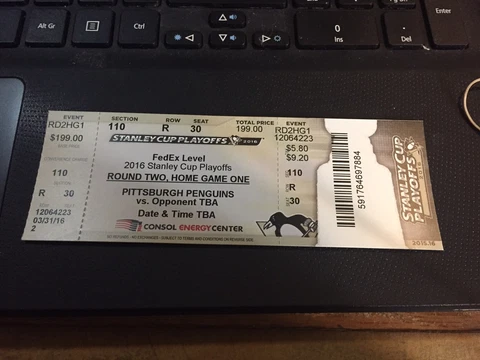 Alt Gr
Ctrl
0
Ins
Del
Enter
EVENT
RD2HG1
$199.00
110
R 30
12064223
03/31/16
2
SECTION ROW SEAT TOTAL PRICE
110 R 30 199.00
STANLEY CUP PLAYOFFS 2016
FedEx Level
2016 Stanley Cup Playoffs
ROUND TWO, HOME GAME ONE
PITTSBURGH PENGUINS
vs. Opponent TBA
Date & Time TBA
CONSOL ENERGY CENTER
EVENT
RD2HG1
12064223
$5.80
$9.20
110
R
30
591764697884
STANLEY CUP
PLAYOFFS
2015.16